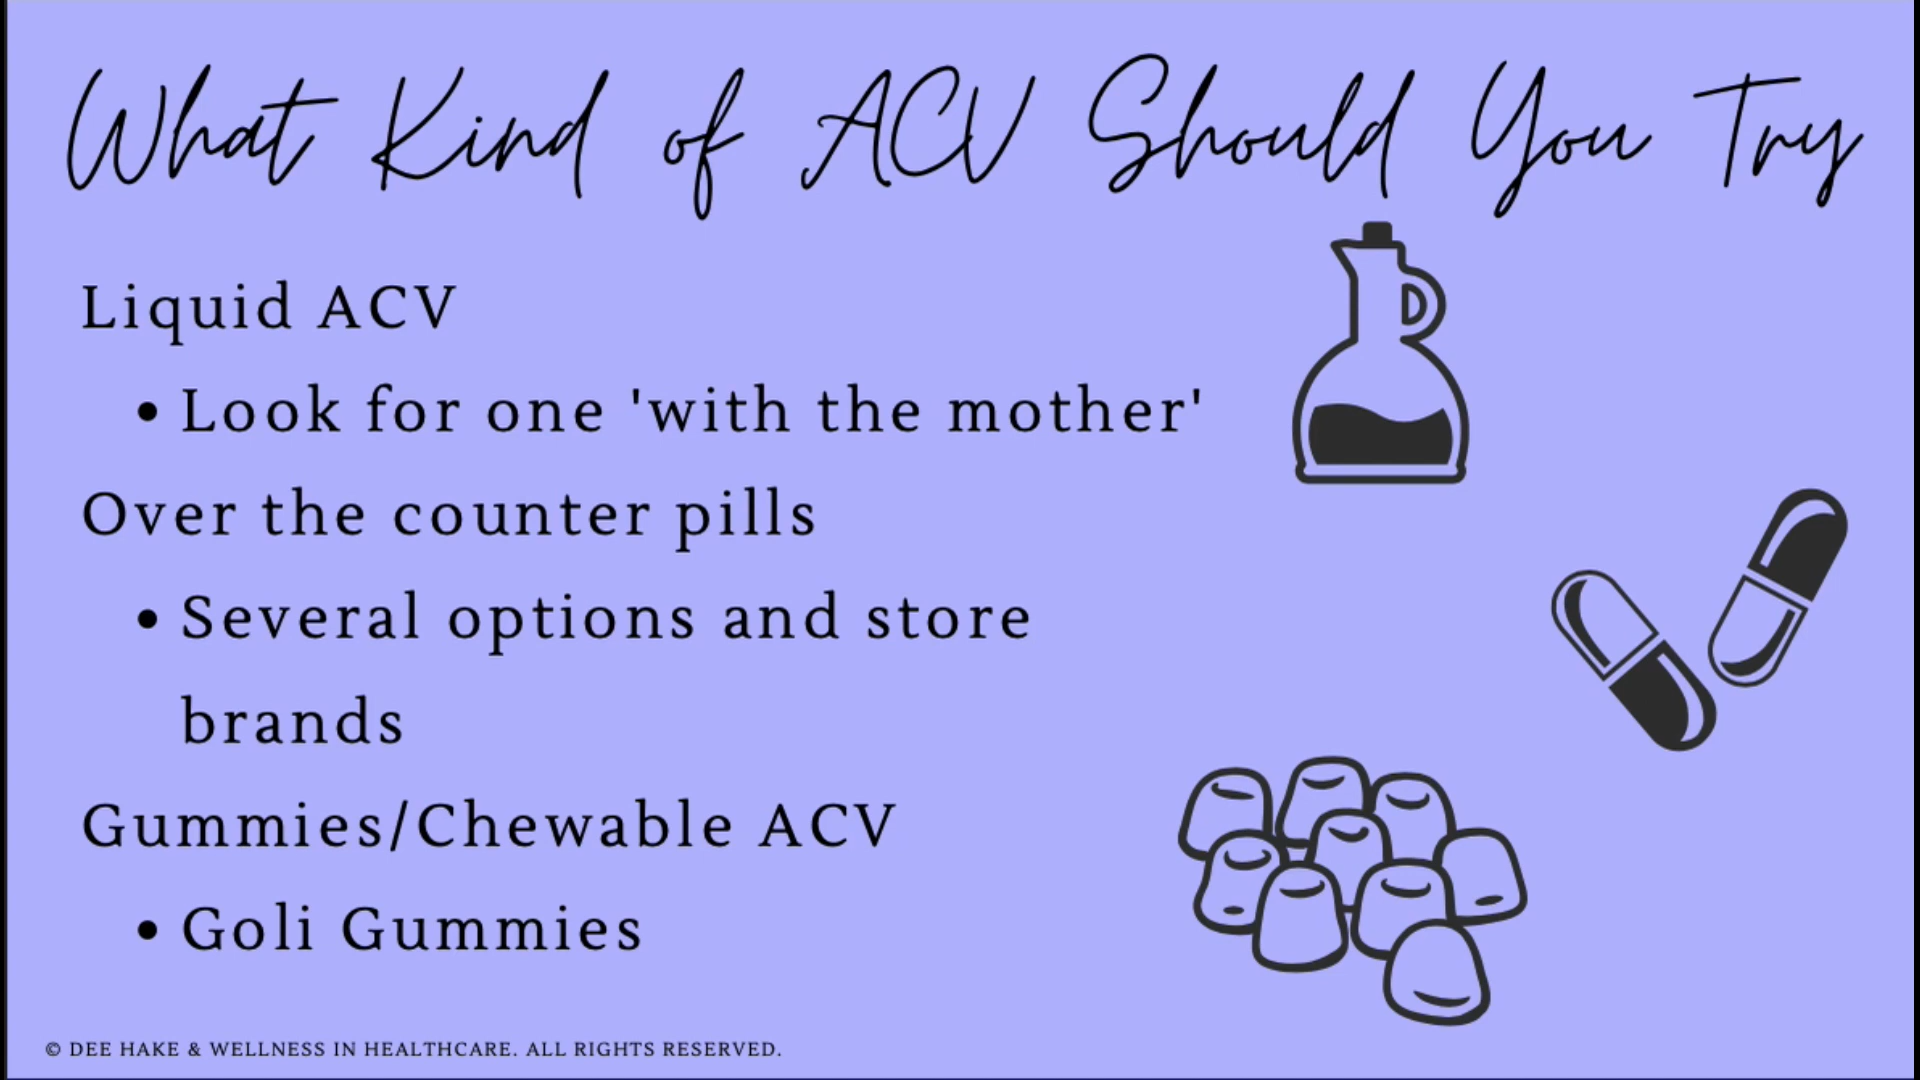 What Kind of ACV Should You Try
Liquid ACV
• Look for one 'with the mother'
Over the counter pills
• Several options and store
brands
Gummies/Chewable ACV
• Goli Gummies
© DEE HAKE & WELLNESS IN HEALTHCARE. ALL RIGHTS RESERVED.